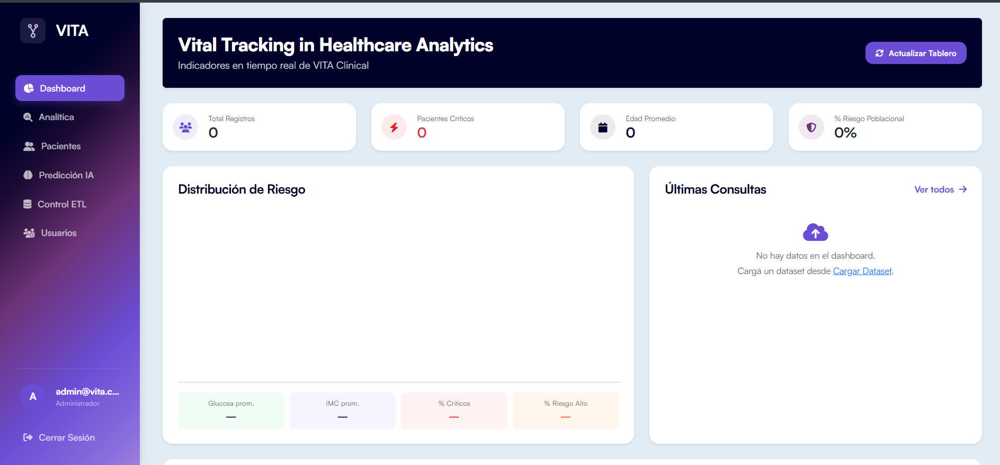 VITA
Dashboard
Analítica
Pacientes
Predicción IA
Control ETL
Usuarios
A
admin@vita.c...
Administrador
Cerrar Sesión
Vital Tracking in Healthcare Analytics
Indicadores en tiempo real de VITA Clinical
Actualizar Tablero
Total Registros
0
Pacientes Críticos
0
Edad Promedio
0
% Riesgo Poblacional
0%
Distribución de Riesgo
Glucosa prom.
—
IMC prom.
—
% Críticos
—
% Riesgo Alto
—
Últimas Consultas
Ver todos →
No hay datos en el dashboard.
Cargá un dataset desde Cargar Dataset.